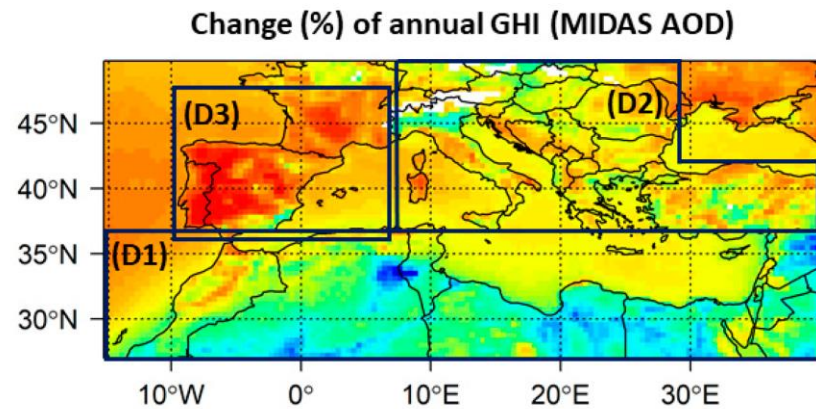 Change (%) of annual GHI (MIDAS AOD)
(D3)
(D2)
(D1)
45°N
40°N
35°N
30°N
10°W
0°
10°E
20°E
30°E